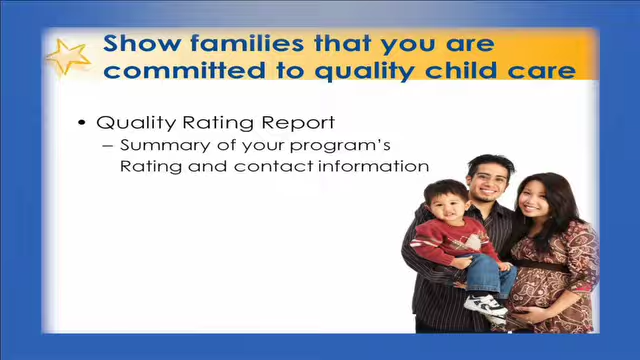 Show families that you are
committed to quality child care
• Quality Rating Report
– Summary of your program's
Rating and contact information